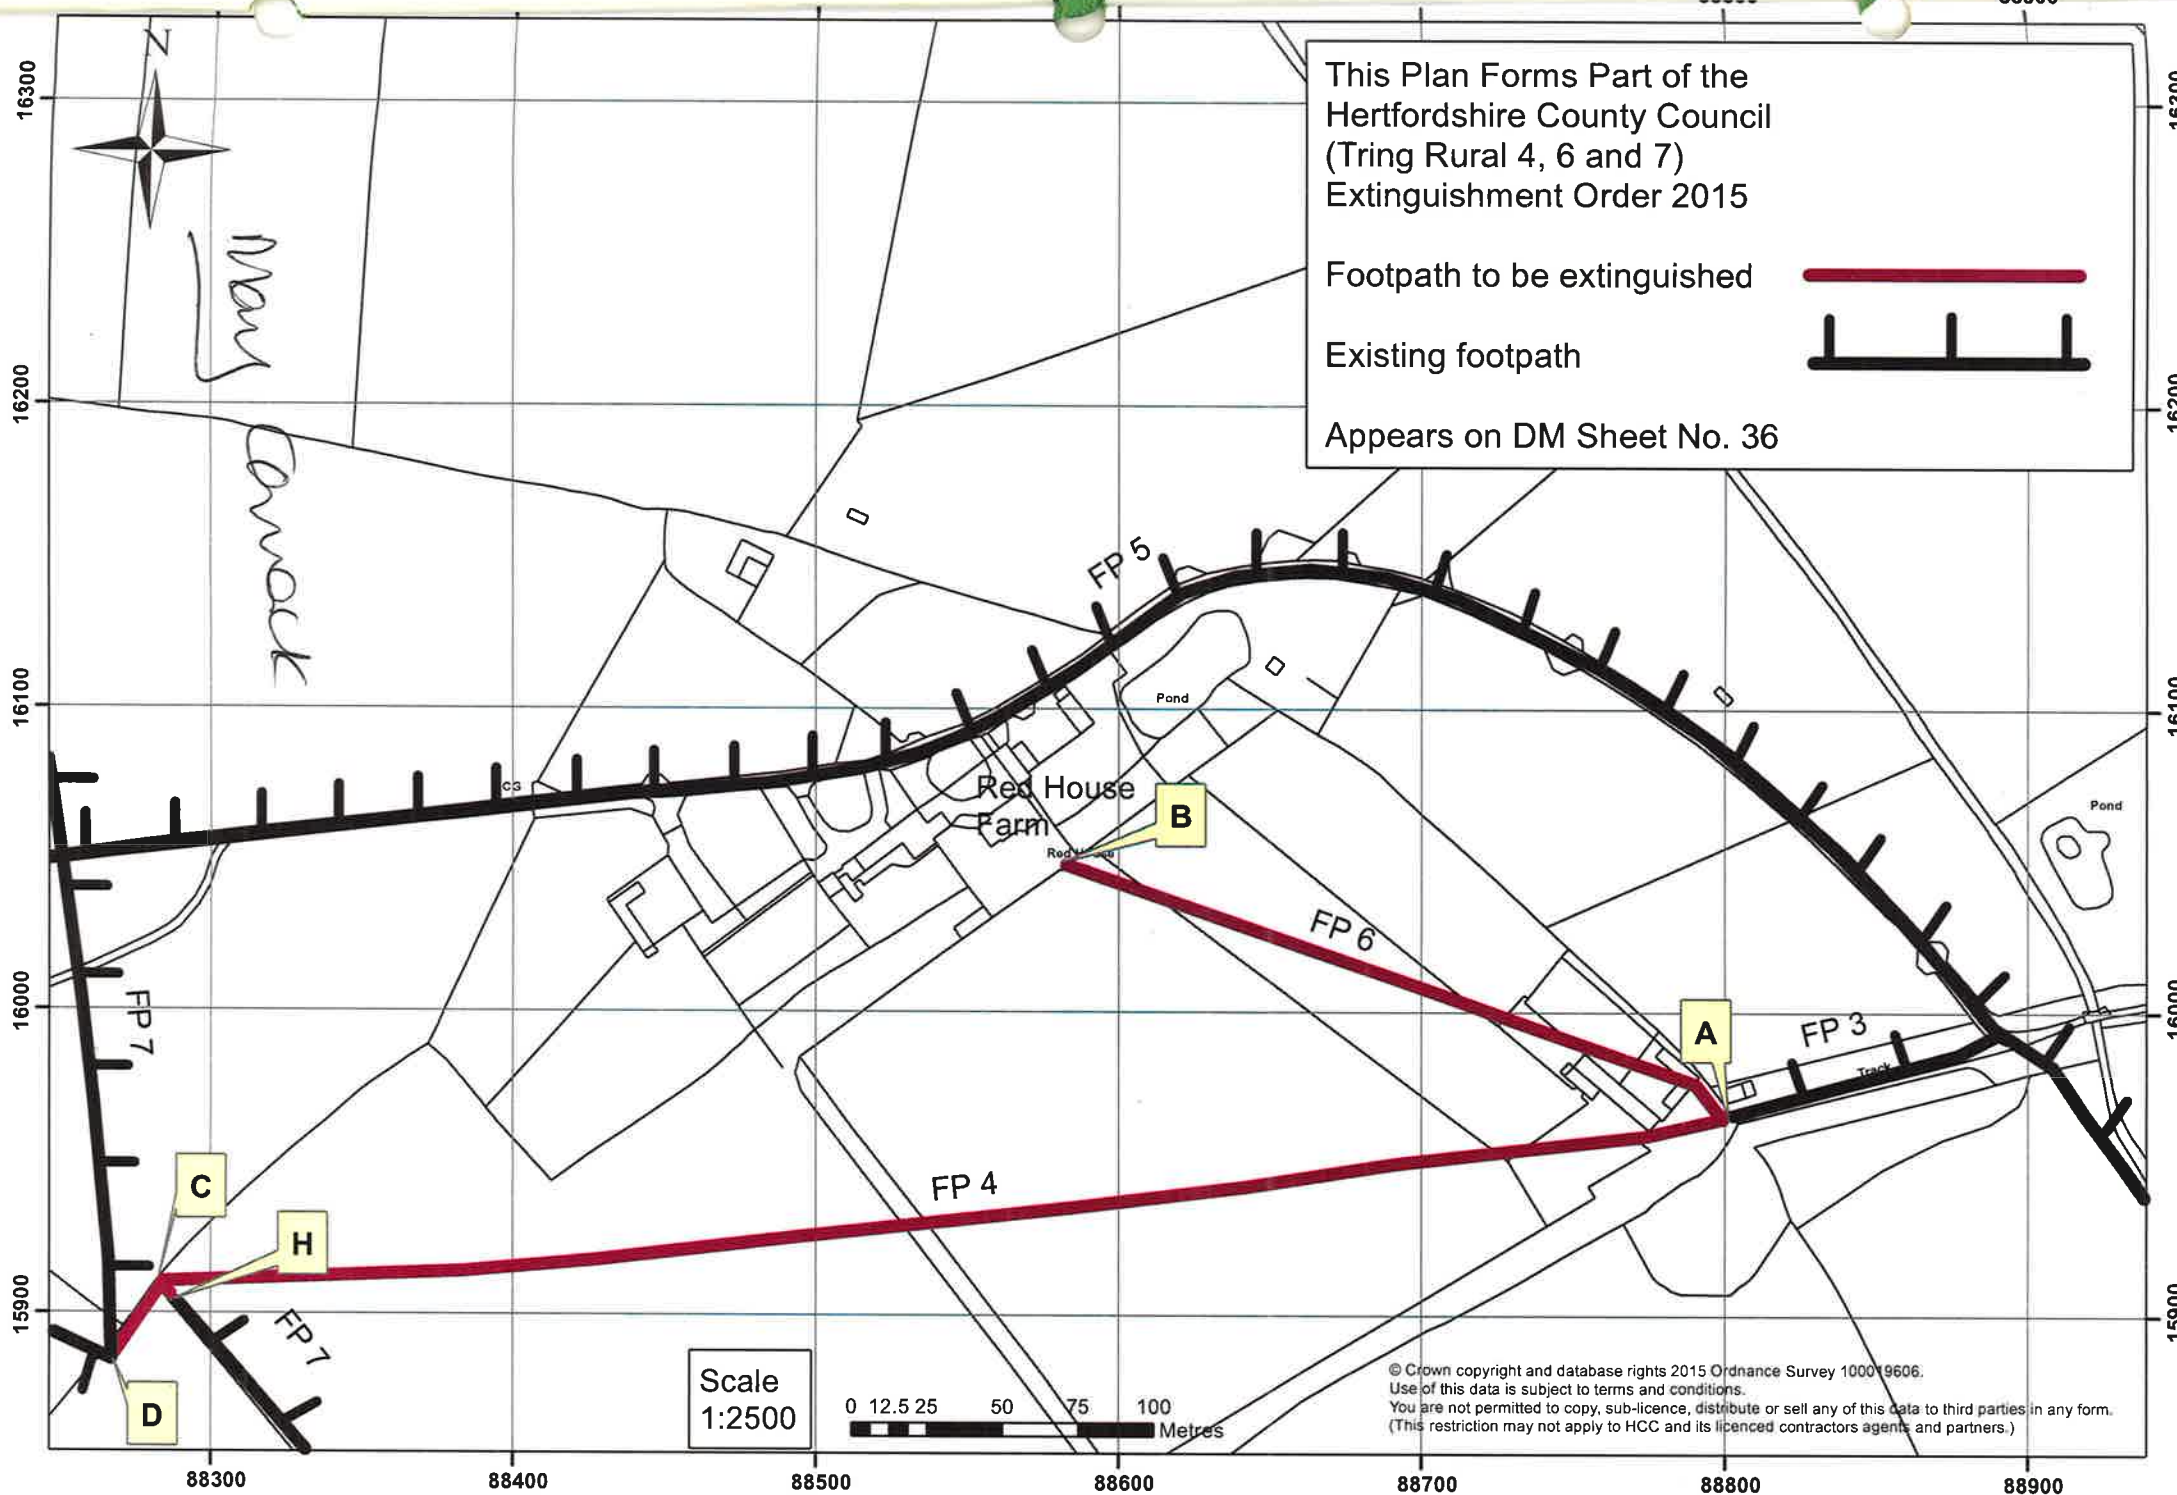 N
16300
16200
16100
16000
15900
This Plan Forms Part of the
Hertfordshire County Council
(Tring Rural 4, 6 and 7)
Extinguishment Order 2015
Footpath to be extinguished
Existing footpath
Appears on DM Sheet No. 36
16200
16100
16000
15900
FP 5
Pond
CG
Red House
Farm
B
Pond
FP 6
FP 7
A
FP 3
Track
C
FP 4
H
FP 7
D
Scale
1:2500
0 12.5 25 50 75 100
Metres
© Crown copyright and database rights 2015 Ordnance Survey 100019606.
Use of this data is subject to terms and conditions.
You are not permitted to copy, sub-licence, distribute or sell any of this data to third parties in any form.
(This restriction may not apply to HCC and its licenced contractors agents and partners.)
88300 88400 88500 88600 88700 88800 88900